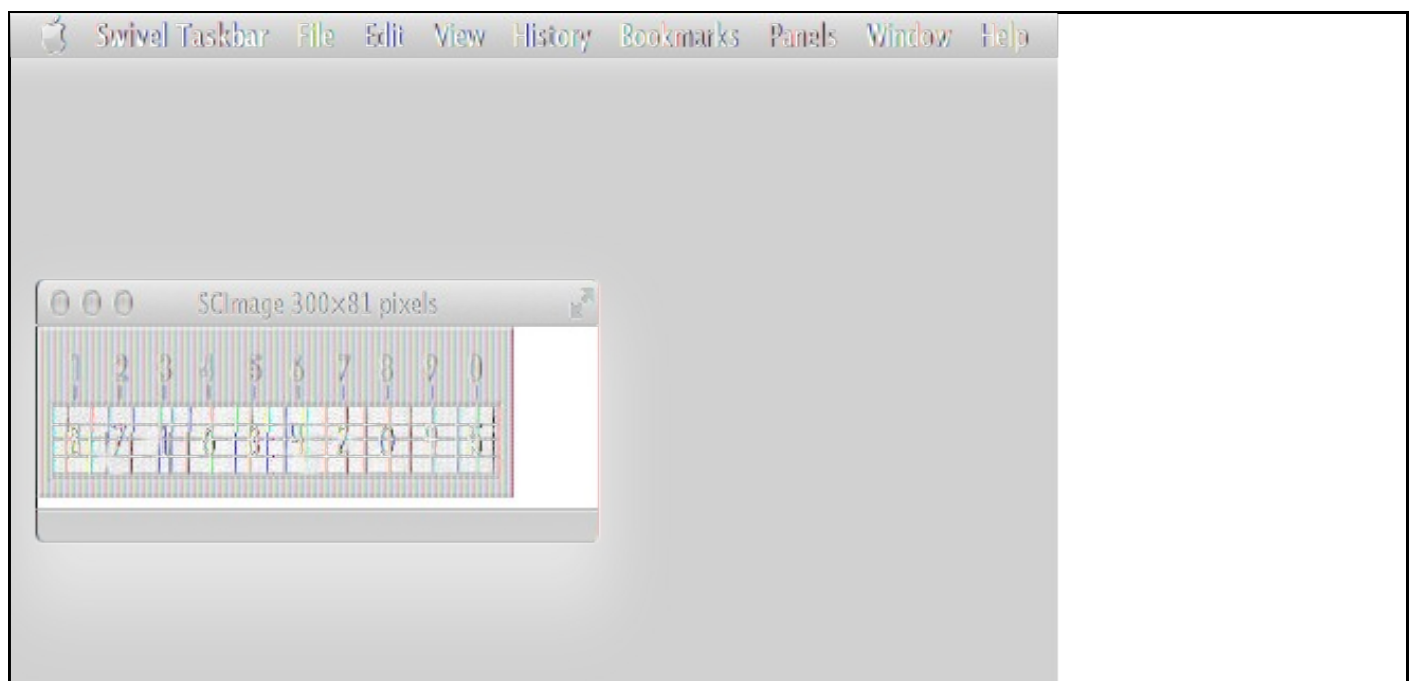 Swivel Taskbar File Edit View History Bookmarks Panels Window Help
SCImage 300×81 pixels
1 2 3 4 5 6 7 8 9 0